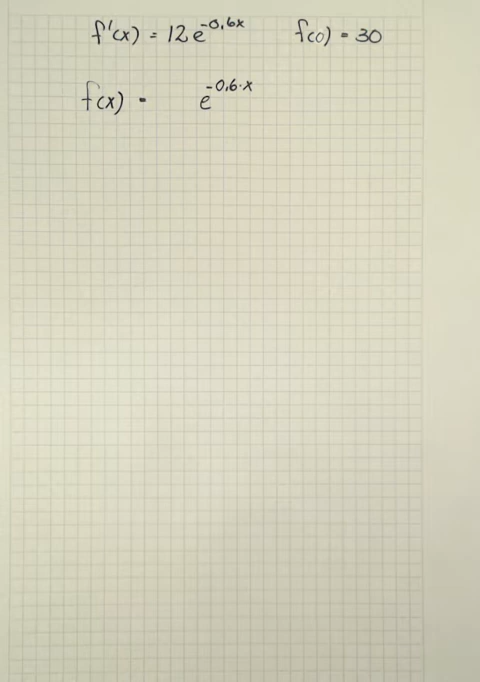 f'(x) = 12e^-0,6x f(0) = 30
f(x) = e^-0,6·x